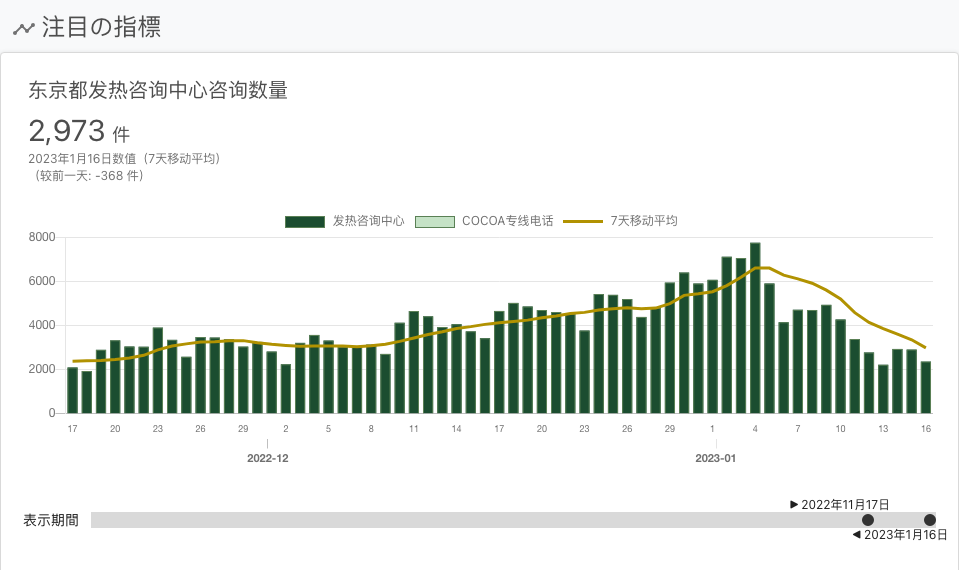 注目の指標
东京都发热咨询中心咨询数量
2,973 件
2023年1月16日数值（7天移动平均）
（较前一天: -368 件）
发热咨询中心 COCOA专线电话 7天移动平均
8000
6000
4000
2000
0
17 20 23 26 29 2 5 8 11 14 17 20 23 26 29 1 4 7 10 13 16
2022-12 2023-01
2022年11月17日
表示期間
2023年1月16日